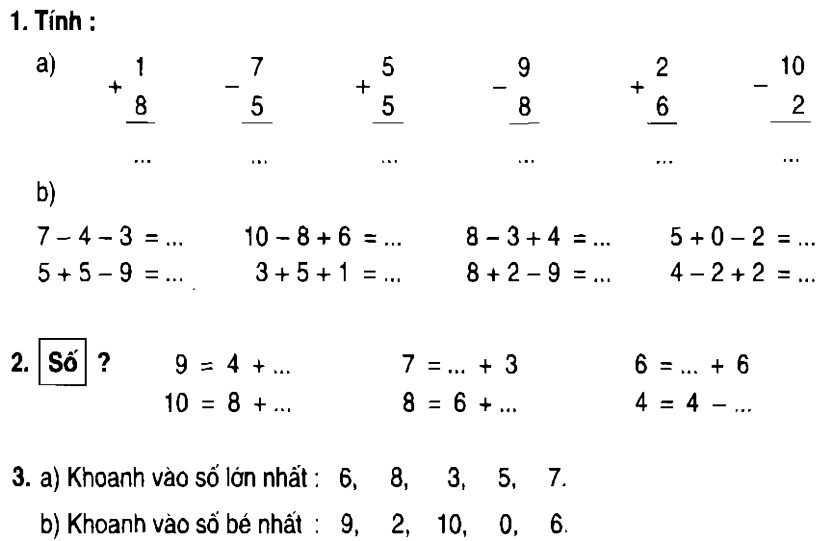 1. Tính :
a) 1 7 5 9 2 10
+ − + − + −
8 5 5 8 6 2
... ... ... ... ... ...
b)
7 − 4 − 3 = ... 10 − 8 + 6 = ... 8 − 3 + 4 = ... 5 + 0 − 2 = ...
5 + 5 − 9 = ... 3 + 5 + 1 = ... 8 + 2 − 9 = ... 4 − 2 + 2 = ...
2. Số ? 9 = 4 + ... 7 = ... + 3 6 = ... + 6
10 = 8 + ... 8 = 6 + ... 4 = 4 − ...
3. a) Khoanh vào số lớn nhất : 6, 8, 3, 5, 7.
b) Khoanh vào số bé nhất : 9, 2, 10, 0, 6.